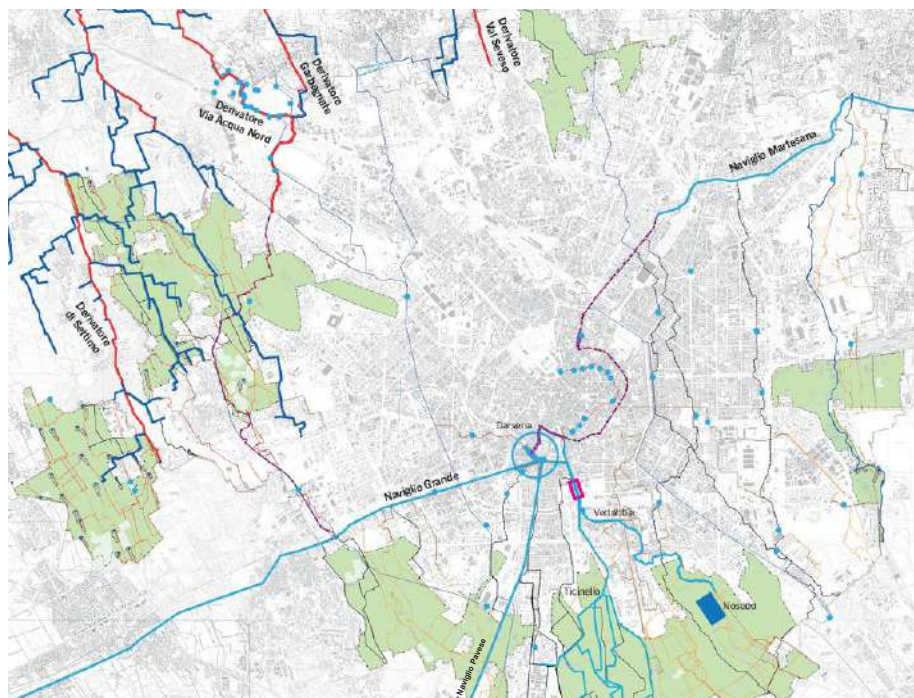 Derivatore
Val Seveso
Derivatore
Garbagnate
Derivatore
Via Acqua Nord
Naviglio Martesana
Derivatore
di Settimo
Darsena
Naviglio Grande
Vettabbia
Ticinello
Nosedo
Naviglio Pavese